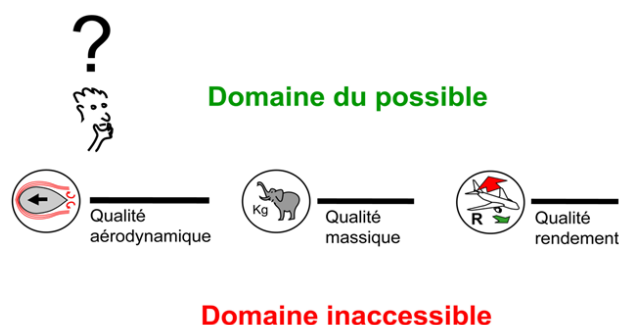 ?
Domaine du possible
Kg
R
Qualité
aérodynamique
Qualité
massique
Qualité
rendement
Domaine inaccessible